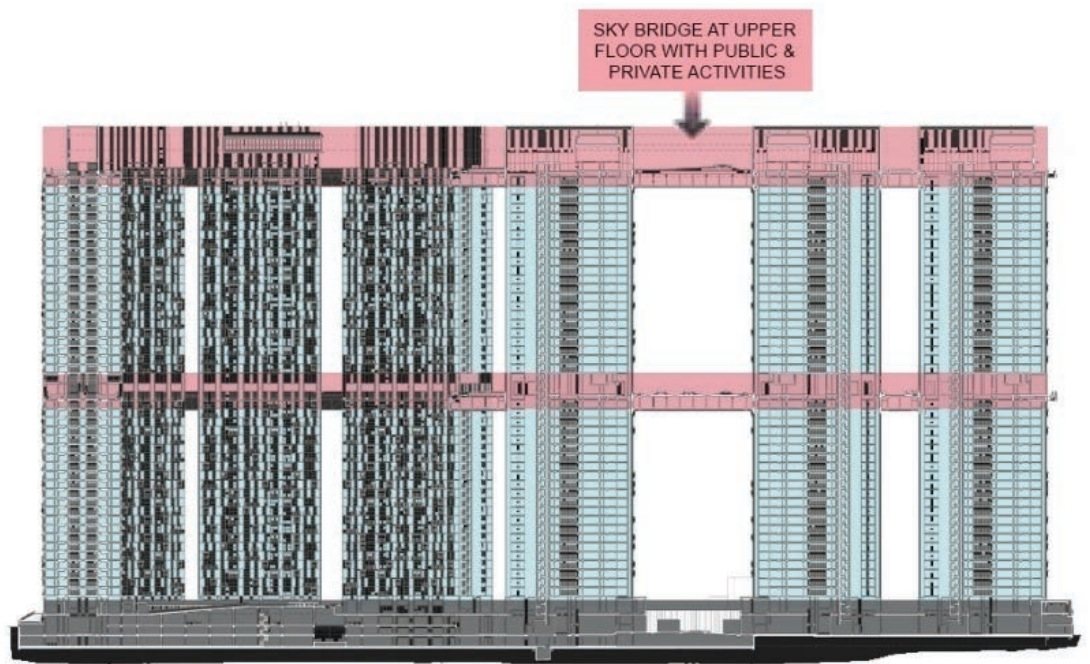 SKY BRIDGE AT UPPER
FLOOR WITH PUBLIC &
PRIVATE ACTIVITIES